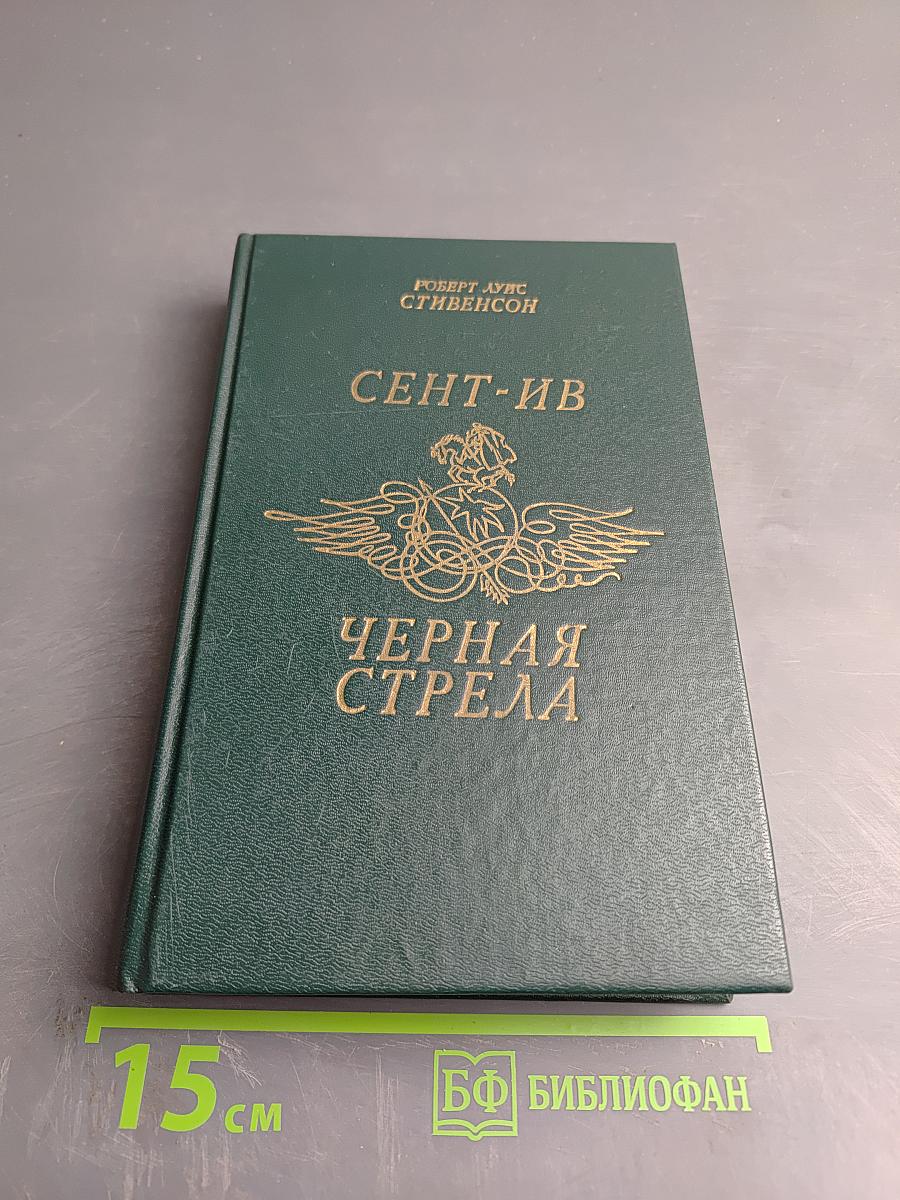 РОБЕРТ ЛУИС
СТИВЕНСОН
СЕНТ-ИВ
ЧЕРНАЯ
СТРЕЛА
15 см
БФ БИБЛИОФАН